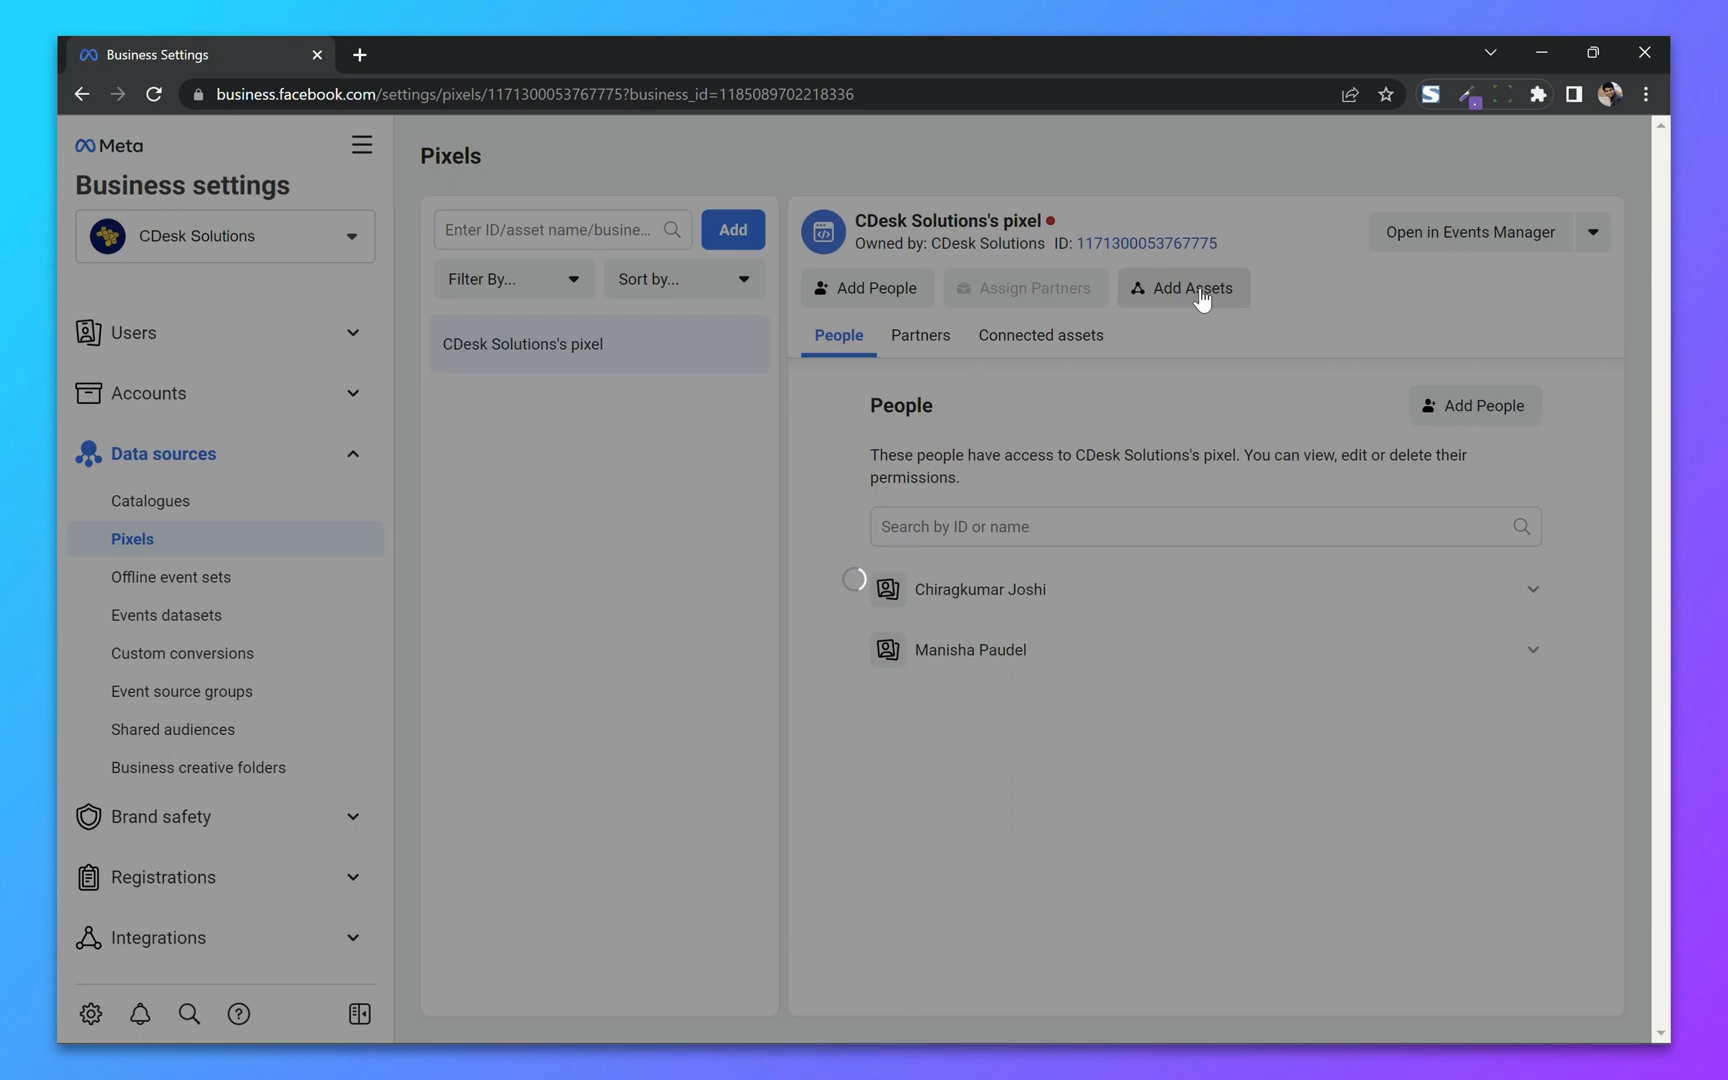 Business Settings
business.facebook.com/settings/pixels/1171300053767775?business_id=1185089702218336
Meta
Business settings
CDesk Solutions
Users
Accounts
Data sources
Catalogues
Pixels
Offline event sets
Events datasets
Custom conversions
Event source groups
Shared audiences
Business creative folders
Brand safety
Registrations
Integrations
Pixels
Enter ID/asset name/busine...
Add
Filter By...
Sort by...
CDesk Solutions's pixel
CDesk Solutions's pixel
Owned by: CDesk Solutions ID: 1171300053767775
Open in Events Manager
Add People
Assign Partners
Add Assets
People
Partners
Connected assets
People
Add People
These people have access to CDesk Solutions's pixel. You can view, edit or delete their
permissions.
Search by ID or name
Chiragkumar Joshi
Manisha Paudel